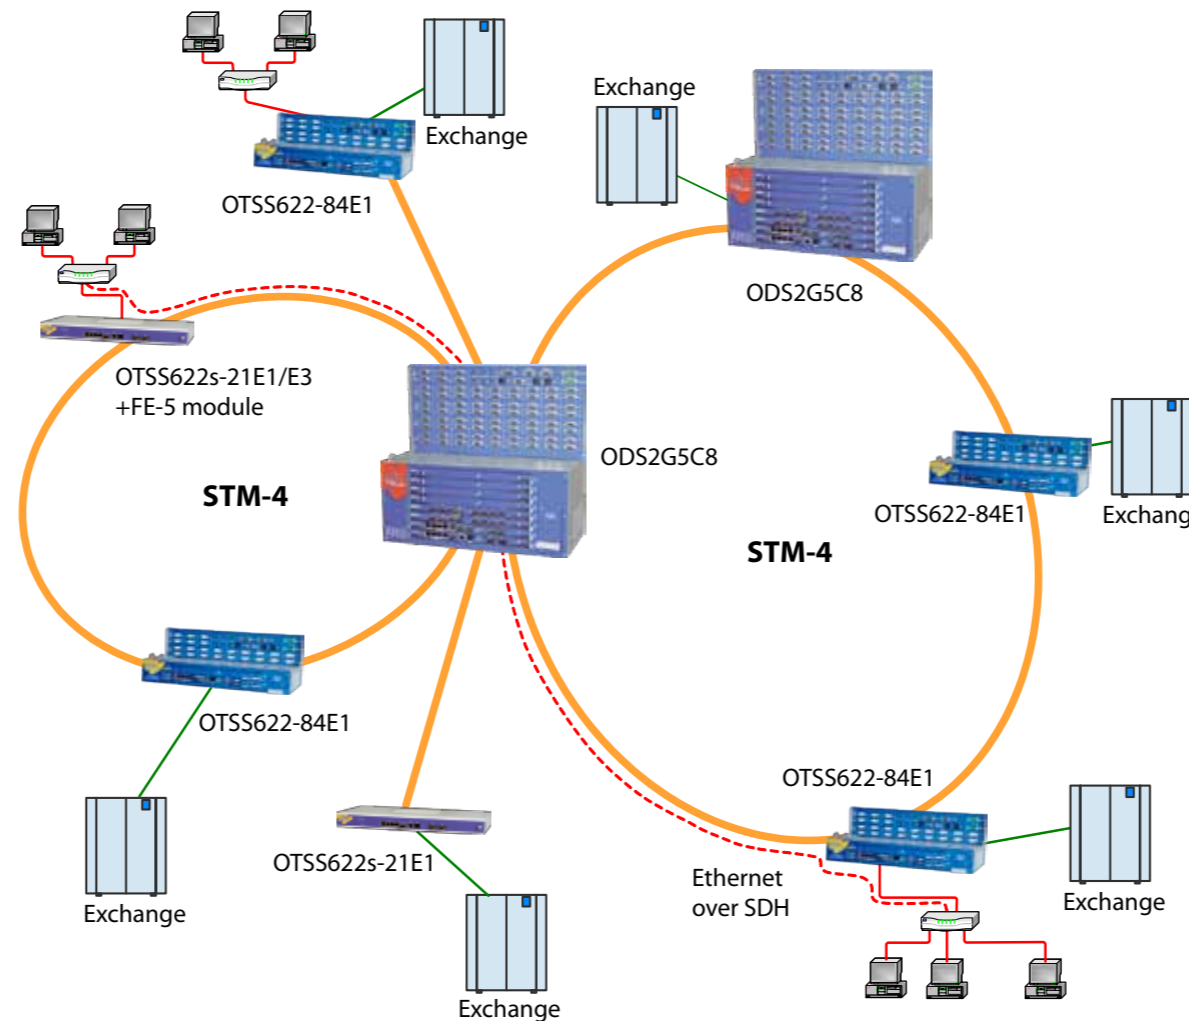 Exchange
OTSS622-84E1
Exchange
ODS2G5C8
OTSS622s-21E1/E3
+FE-5 module
ODS2G5C8
STM-4
STM-4
OTSS622-84E1
Exchang
OTSS622-84E1
Exchange
OTSS622s-21E1
Exchange
OTSS622-84E1
Ethernet
over SDH
Exchange